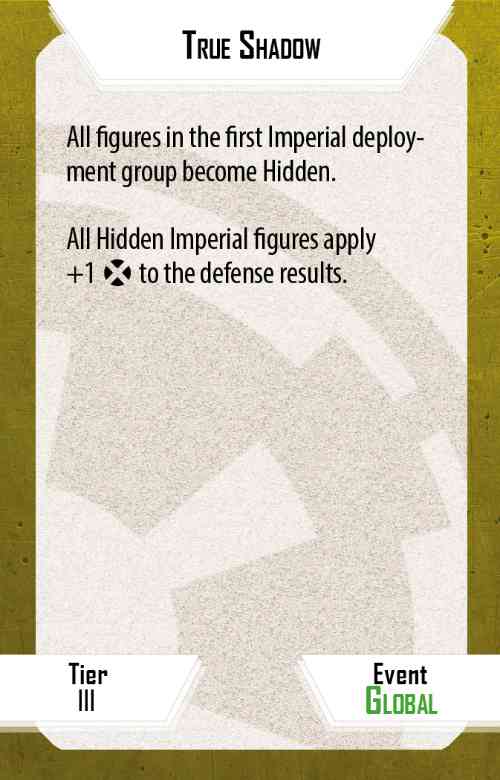 True Shadow
All figures in the first Imperial deploy-
ment group become Hidden.
All Hidden Imperial figures apply
+1 to the defense results.
Tier
III
Event
Global